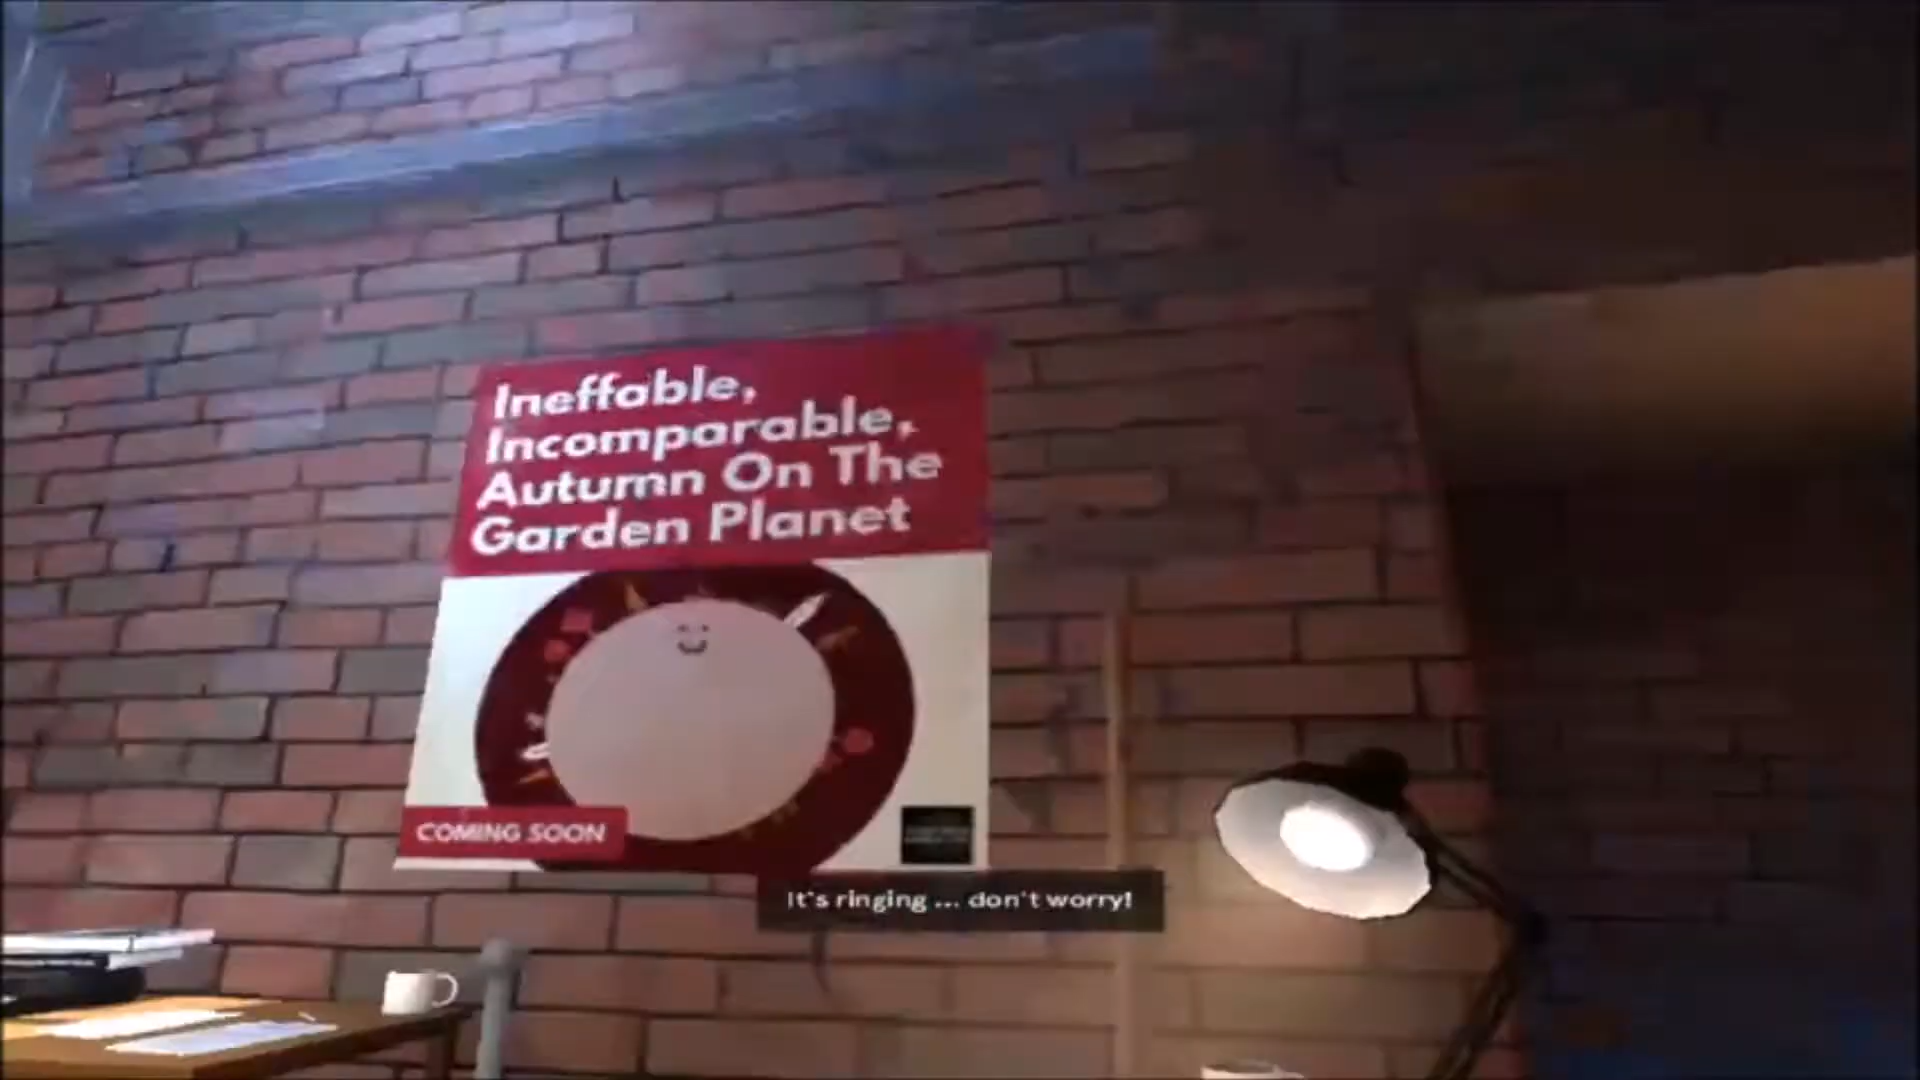 Ineffable,
Incomparable,
Autumn On The
Garden Planet
COMING SOON
It's ringing ... don't worry!